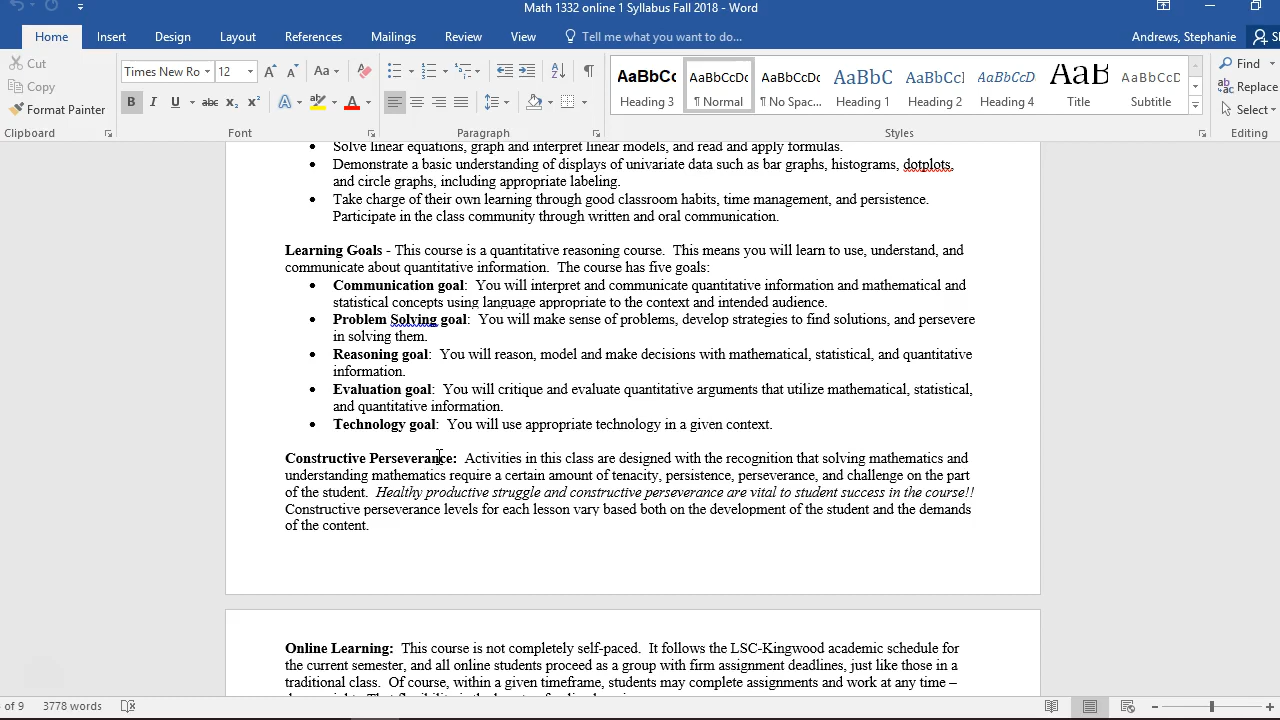 Math 1332 online 1 Syllabus Fall 2018 - Word
Home Insert Design Layout References Mailings Review View Tell me what you want to do... Andrews, Stephanie
Cut Times New Ro 12 Aa AaBbCc AaBbCcDc AaBbCcDc AaBbC AaBbCcI AaBbCcD AaB AaBbCcD Find
Copy Replace
Format Painter B I U abc x₂ x² A A Heading 3 ¶ Normal ¶ No Spac... Heading 1 Heading 2 Heading 4 Title Subtitle Select
Clipboard Font Paragraph Styles Editing
• Solve linear equations, graph and interpret linear models, and read and apply formulas.
• Demonstrate a basic understanding of displays of univariate data such as bar graphs, histograms, dotplots,
and circle graphs, including appropriate labeling.
• Take charge of their own learning through good classroom habits, time management, and persistence.
Participate in the class community through written and oral communication.
Learning Goals - This course is a quantitative reasoning course. This means you will learn to use, understand, and
communicate about quantitative information. The course has five goals:
• Communication goal: You will interpret and communicate quantitative information and mathematical and
statistical concepts using language appropriate to the context and intended audience.
• Problem Solving goal: You will make sense of problems, develop strategies to find solutions, and persevere
in solving them.
• Reasoning goal: You will reason, model and make decisions with mathematical, statistical, and quantitative
information.
• Evaluation goal: You will critique and evaluate quantitative arguments that utilize mathematical, statistical,
and quantitative information.
• Technology goal: You will use appropriate technology in a given context.
Constructive Perseverance: Activities in this class are designed with the recognition that solving mathematics and
understanding mathematics require a certain amount of tenacity, persistence, perseverance, and challenge on the part
of the student. Healthy productive struggle and constructive perseverance are vital to student success in the course!!
Constructive perseverance levels for each lesson vary based both on the development of the student and the demands
of the content.
Online Learning: This course is not completely self-paced. It follows the LSC-Kingwood academic schedule for
the current semester, and all online students proceed as a group with firm assignment deadlines, just like those in a
traditional class. Of course, within a given timeframe, students may complete assignments and work at any time –
of 9 3778 words